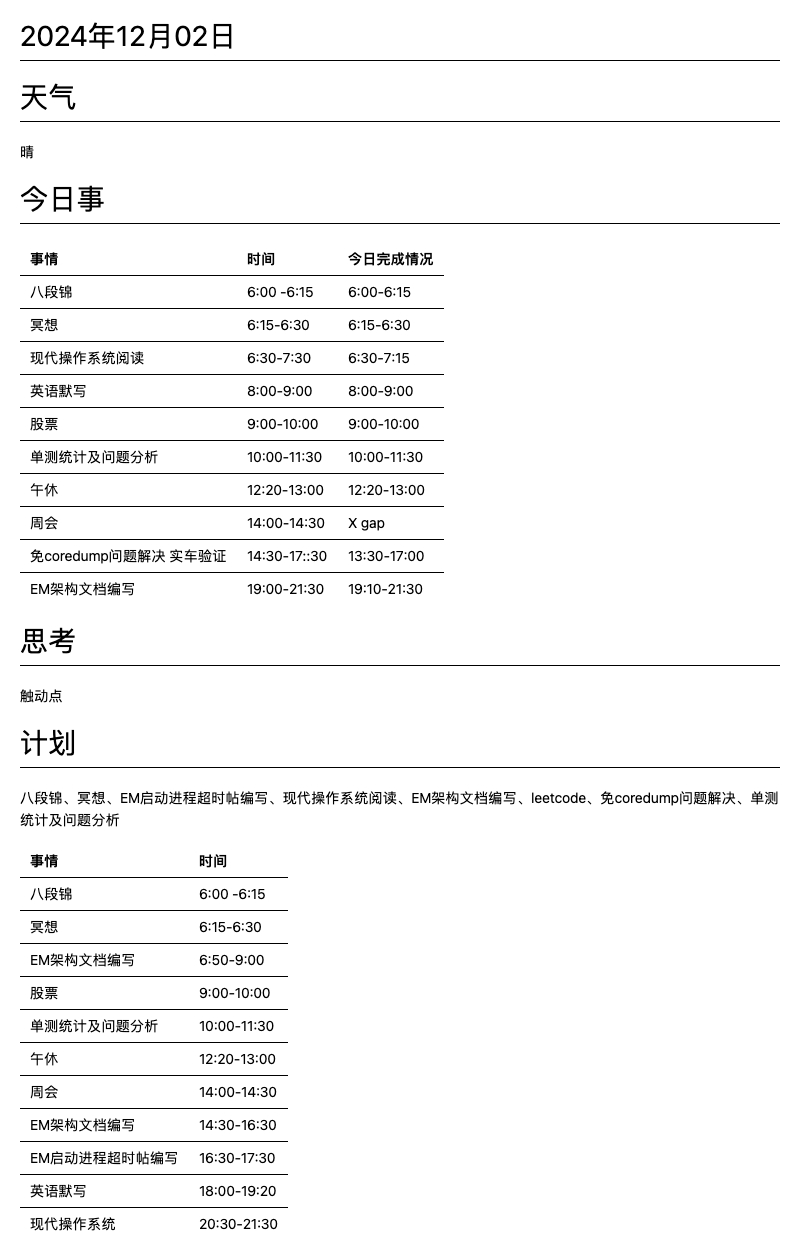 2024年12月02日
天气
晴
今日事
事情 时间 今日完成情况
八段锦 6:00 -6:15 6:00-6:15
冥想 6:15-6:30 6:15-6:30
现代操作系统阅读 6:30-7:30 6:30-7:15
英语默写 8:00-9:00 8:00-9:00
股票 9:00-10:00 9:00-10:00
单测统计及问题分析 10:00-11:30 10:00-11:30
午休 12:20-13:00 12:20-13:00
周会 14:00-14:30 X gap
免coredump问题解决 实车验证 14:30-17::30 13:30-17:00
EM架构文档编写 19:00-21:30 19:10-21:30
思考
触动点
计划
八段锦、冥想、EM启动进程超时帖编写、现代操作系统阅读、EM架构文档编写、leetcode、免coredump问题解决、单测
统计及问题分析
事情 时间
八段锦 6:00 -6:15
冥想 6:15-6:30
EM架构文档编写 6:50-9:00
股票 9:00-10:00
单测统计及问题分析 10:00-11:30
午休 12:20-13:00
周会 14:00-14:30
EM架构文档编写 14:30-16:30
EM启动进程超时帖编写 16:30-17:30
英语默写 18:00-19:20
现代操作系统 20:30-21:30